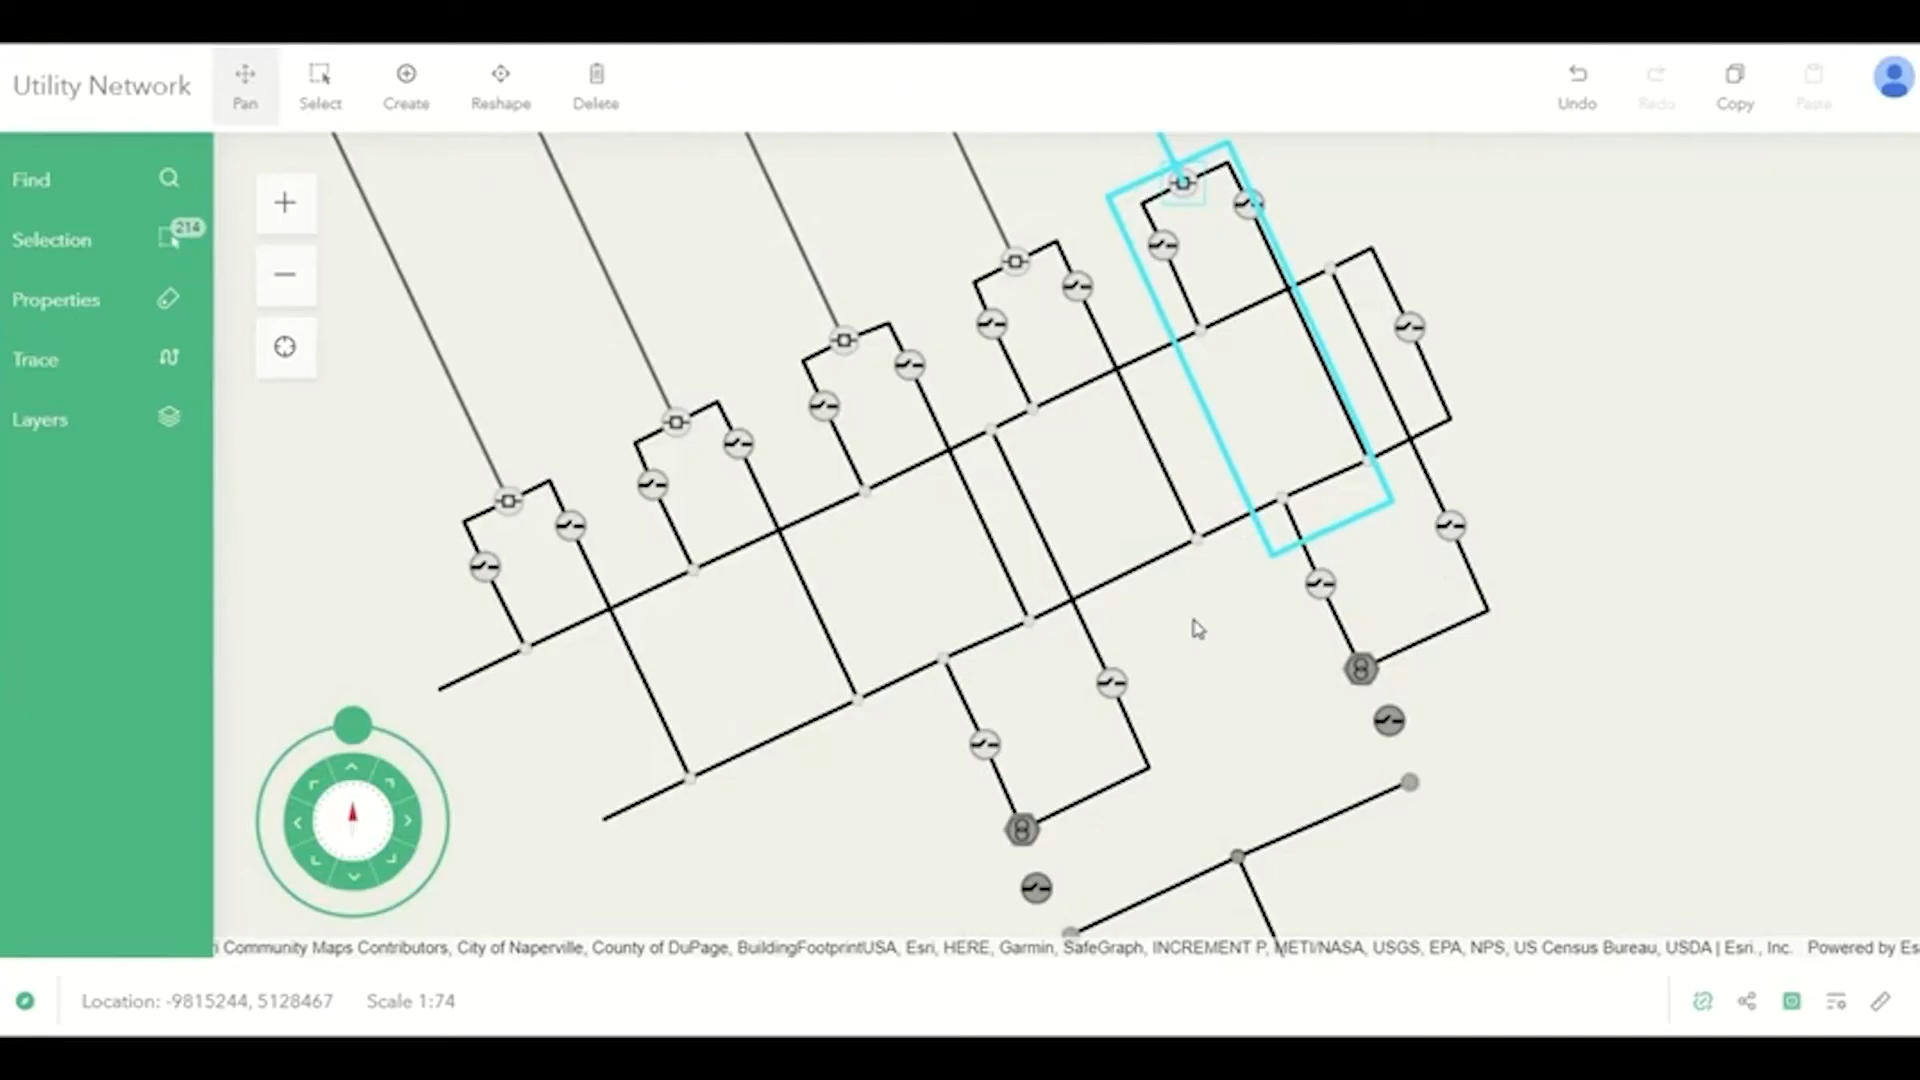 Utility Network
Pan
Select
Create
Reshape
Delete
Undo
Redo
Copy
Paste
Find
Selection
214
Properties
Trace
Layers
Community Maps Contributors, City of Naperville, County of DuPage, BuildingFootprintUSA, Esri, HERE, Garmin, SafeGraph, INCREMENT P, METI/NASA, USGS, EPA, NPS, US Census Bureau, USDA | Esri., Inc. Powered by Es
Location: -9815244, 5128467
Scale 1:74